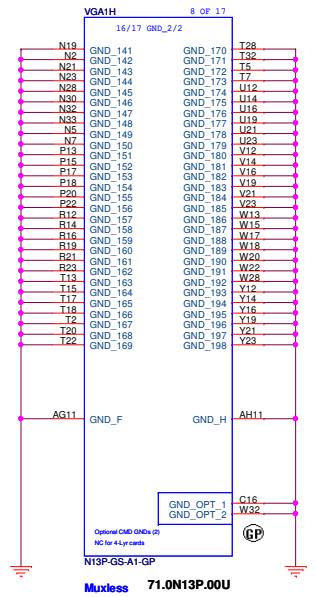 VGA1H 8 OF 17
16/17 GND_2/2
N19 GND_141 GND_170 T28
N2 GND_142 GND_171 T32
N21 GND_143 GND_172 T5
N23 GND_144 GND_173 T7
N28 GND_145 GND_174 U12
N30 GND_146 GND_175 U14
N32 GND_147 GND_176 U16
N33 GND_148 GND_177 U19
N5 GND_149 GND_178 U21
N7 GND_150 GND_179 U23
P13 GND_151 GND_180 V12
P15 GND_152 GND_181 V14
P17 GND_153 GND_182 V16
P18 GND_154 GND_183 V19
P20 GND_155 GND_184 V21
P22 GND_156 GND_185 V23
R12 GND_157 GND_186 W13
R14 GND_158 GND_187 W15
R16 GND_159 GND_188 W17
R19 GND_160 GND_189 W18
R21 GND_161 GND_190 W20
R23 GND_162 GND_191 W22
T13 GND_163 GND_192 W28
T15 GND_164 GND_193 Y12
T17 GND_165 GND_194 Y14
T18 GND_166 GND_195 Y16
T2 GND_167 GND_196 Y19
T20 GND_168 GND_197 Y21
T22 GND_169 GND_198 Y23
AG11 GND_F GND_H AH11
GND_OPT_1 C16
GND_OPT_2 W32
Optional CMD GNDs (2)
NC for 4-Lyr cards
GP
N13P-GS-A1-GP
Muxless 71.0N13P.00U